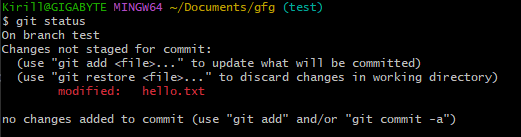 Kirill@GIGABYTE MINGW64 ~/Documents/gfg (test)
$ git status
On branch test
Changes not staged for commit:
  (use "git add <file>..." to update what will be committed)
  (use "git restore <file>..." to discard changes in working directory)
        modified:   hello.txt

no changes added to commit (use "git add" and/or "git commit -a")